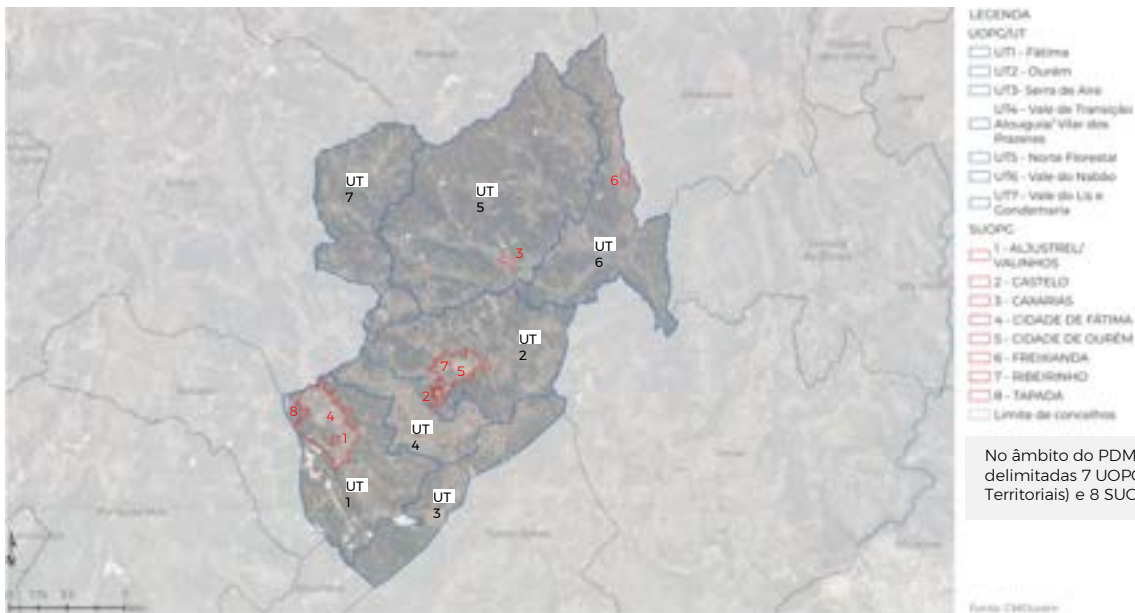 UT
7
UT
5
6
3
UT
6
UT
2
7
5
2
8
4
1
UT
4
UT
1
UT
3
LEGENDA
UOPG/UT
UT1 - Fátima
UT2 - Ourém
UT3- Serra de Aire
UT4 - Vale de Transição
Atouguia/ Vilar dos
Prazeres
UT5 - Norte Florestal
UT6 - Vale do Nabão
UT7 - Vale do Lis e
Gondemaria
SUOPG
1 - ALJUSTREL/
VALINHOS
2 - CASTELO
3 - CAXARIAS
4 - CIDADE DE FÁTIMA
5 - CIDADE DE OURÉM
6 - FREIXIANDA
7 - RIBEIRINHO
8 - TAPADA
Limite de concelhos
No âmbito do PDM
delimitadas 7 UOPG
Territoriais) e 8 SUO
Fonte: CMOurém